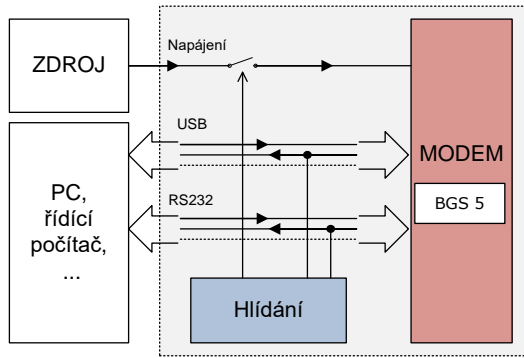 ZDROJ
Napájení
USB
MODEM
BGS 5
PC,
řídící
počítač,
...
RS232
Hlídání